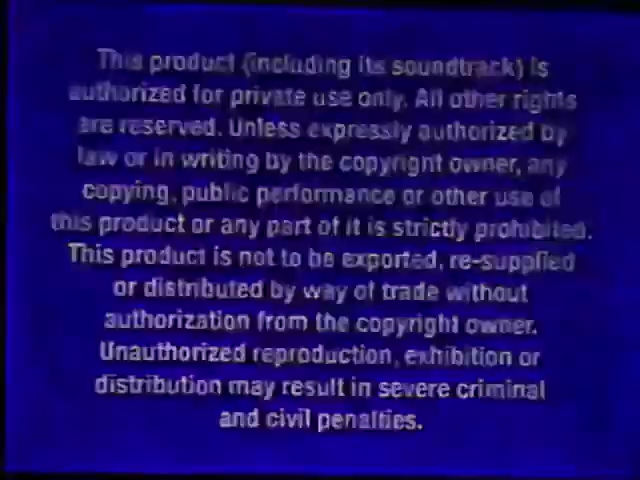 This product (including its soundtrack) is
authorized for private use only. All other rights
are reserved. Unless expressly authorized by
law or in writing by the copyright owner, any
copying, public performance or other use of
this product or any part of it is strictly prohibited.
This product is not to be exported, re-supplied
or distributed by way of trade without
authorization from the copyright owner.
Unauthorized reproduction, exhibition or
distribution may result in severe criminal
and civil penalties.